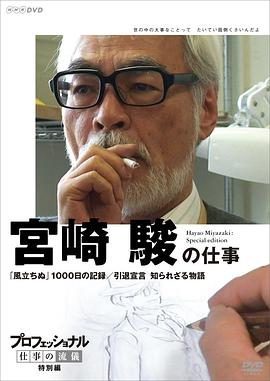 NHK DVD
世の中の大事なことって たいてい面倒くさいんだよ
宮崎 駿の仕事
Hayao Miyazaki:
Special edition
「風立ちぬ」1000日の記録/引退宣言 知られざる物語
プロフェッショナル
仕事の流儀
特別編
DVD